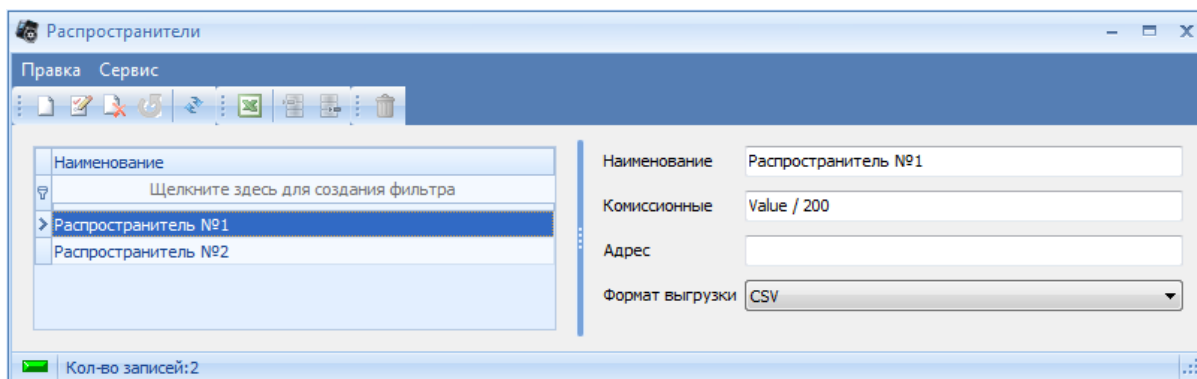 Распространители
Правка Сервис
Наименование
Щелкните здесь для создания фильтра
Распространитель №1
Распространитель №2
Наименование Распространитель №1
Комиссионные Value / 200
Адрес
Формат выгрузки CSV
Кол-во записей:2